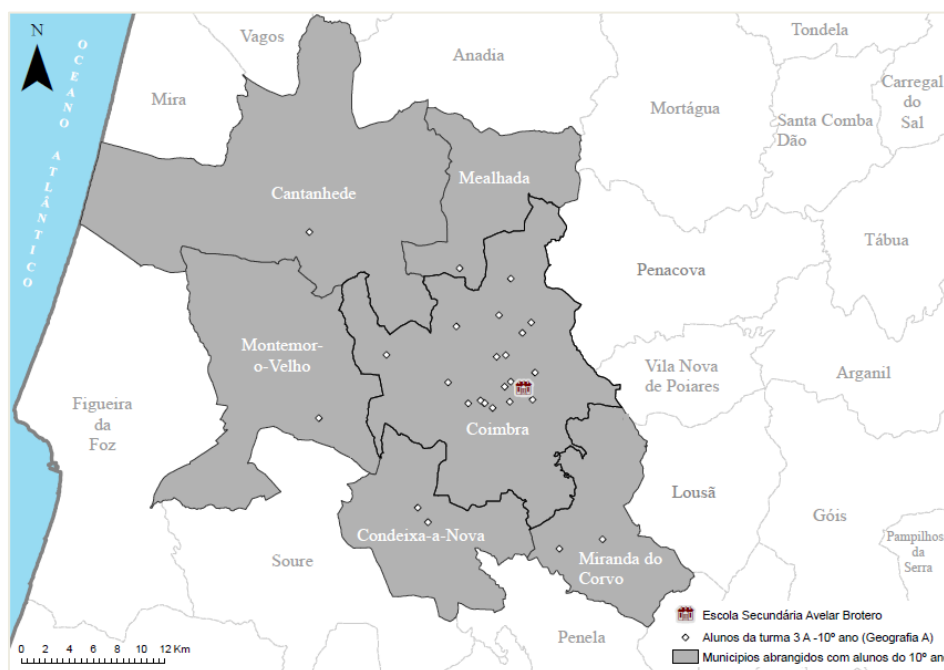 N
OCEANO ATLÂNTICO
Vagos
Anadia
Tondela
Mira
Mortágua
Carregal
do
Sal
Santa Comba
Dão
Cantanhede
Mealhada
Tábua
Penacova
Montemor-
o-Velho
Vila Nova
de Poiares
Arganil
Figueira
da
Foz
Coimbra
Lousã
Góis
Condeixa-a-Nova
Pampilhos
da
Serra
Soure
Miranda do
Corvo
Penela
0 2 4 6 8 10 12 Km
Escola Secundária Avelar Brotero
Alunos da turma 3 A -10º ano (Geografia A)
Municipios abrangidos com alunos do 10º ano